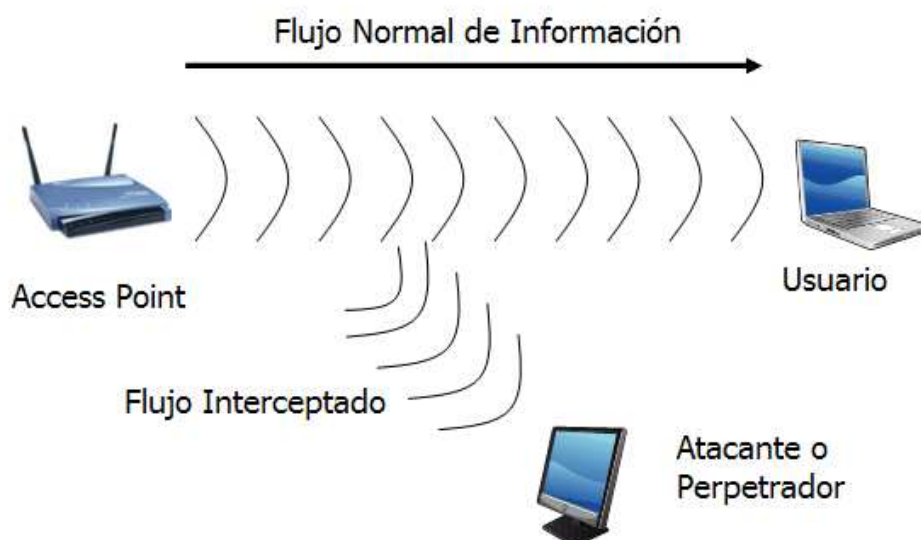 Flujo Normal de Información
Access Point
Usuario
Flujo Interceptado
Atacante o
Perpetrador